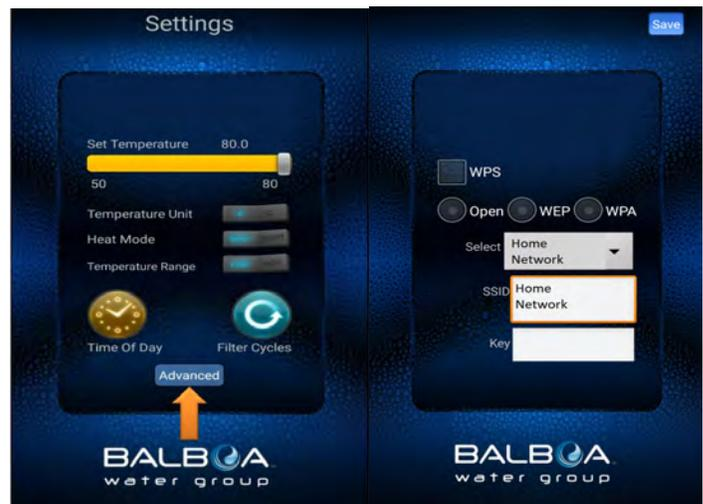 Settings
Set Temperature 80.0
50 80
Temperature Unit
Heat Mode
Temperature Range
Time Of Day Filter Cycles
Advanced
BALBOA
water group
Save
WPS
Open WEP WPA
Select Home
Network
SSID Home
Network
Key
BALBOA
water group